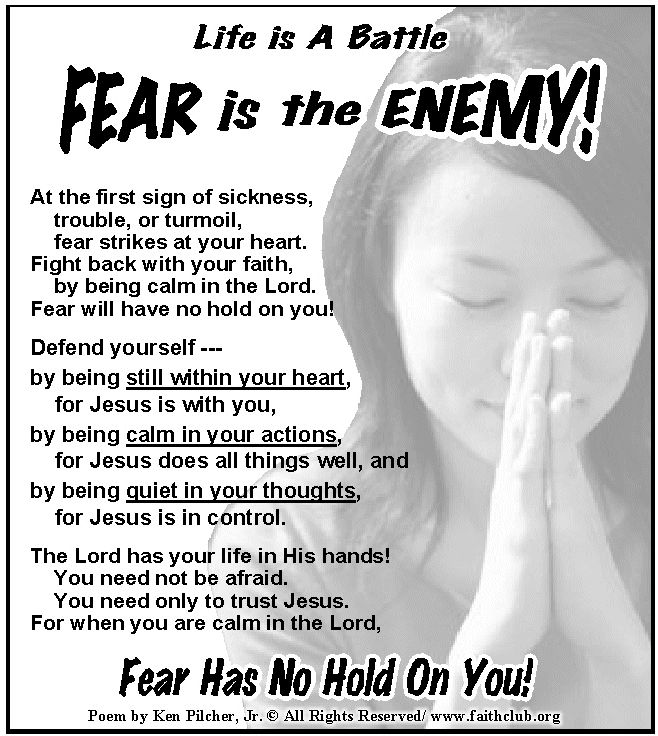 Life is A Battle
FEAR is the ENEMY!
At the first sign of sickness,
trouble, or turmoil,
fear strikes at your heart.
Fight back with your faith,
by being calm in the Lord.
Fear will have no hold on you!
Defend yourself ---
by being still within your heart,
for Jesus is with you,
by being calm in your actions,
for Jesus does all things well, and
by being quiet in your thoughts,
for Jesus is in control.
The Lord has your life in His hands!
You need not be afraid.
You need only to trust Jesus.
For when you are calm in the Lord,
Fear Has No Hold On You!
Poem by Ken Pilcher, Jr. © All Rights Reserved/ www.faithclub.org